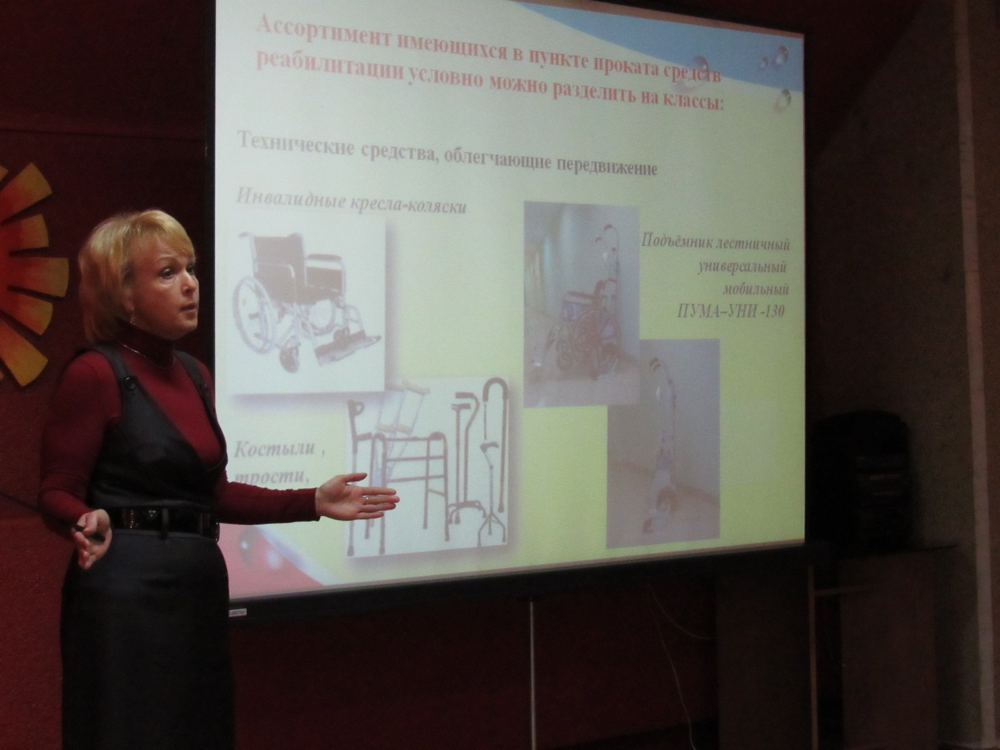 Ассортимент имеющихся в пункте проката средств
реабилитации условно можно разделить на классы:
Технические средства, облегчающие передвижение
Инвалидные кресла-коляски
Подъёмник лестничный
универсальный
мобильный
ПУМА–УНИ -130
Костыли ,
трости,